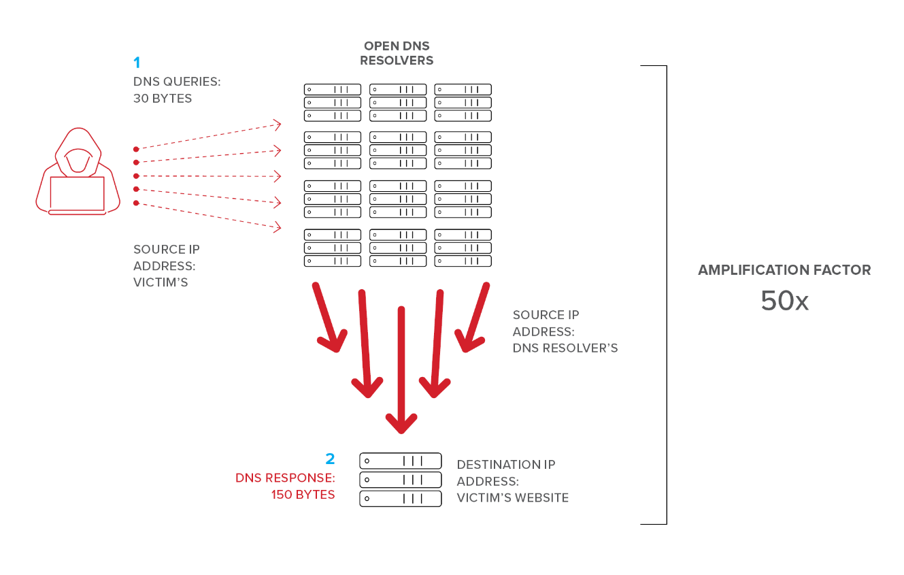 OPEN DNS
RESOLVERS
1
DNS QUERIES:
30 BYTES
SOURCE IP
ADDRESS:
VICTIM'S
AMPLIFICATION FACTOR
50x
SOURCE IP
ADDRESS:
DNS RESOLVER'S
2
DNS RESPONSE:
150 BYTES
DESTINATION IP
ADDRESS:
VICTIM'S WEBSITE